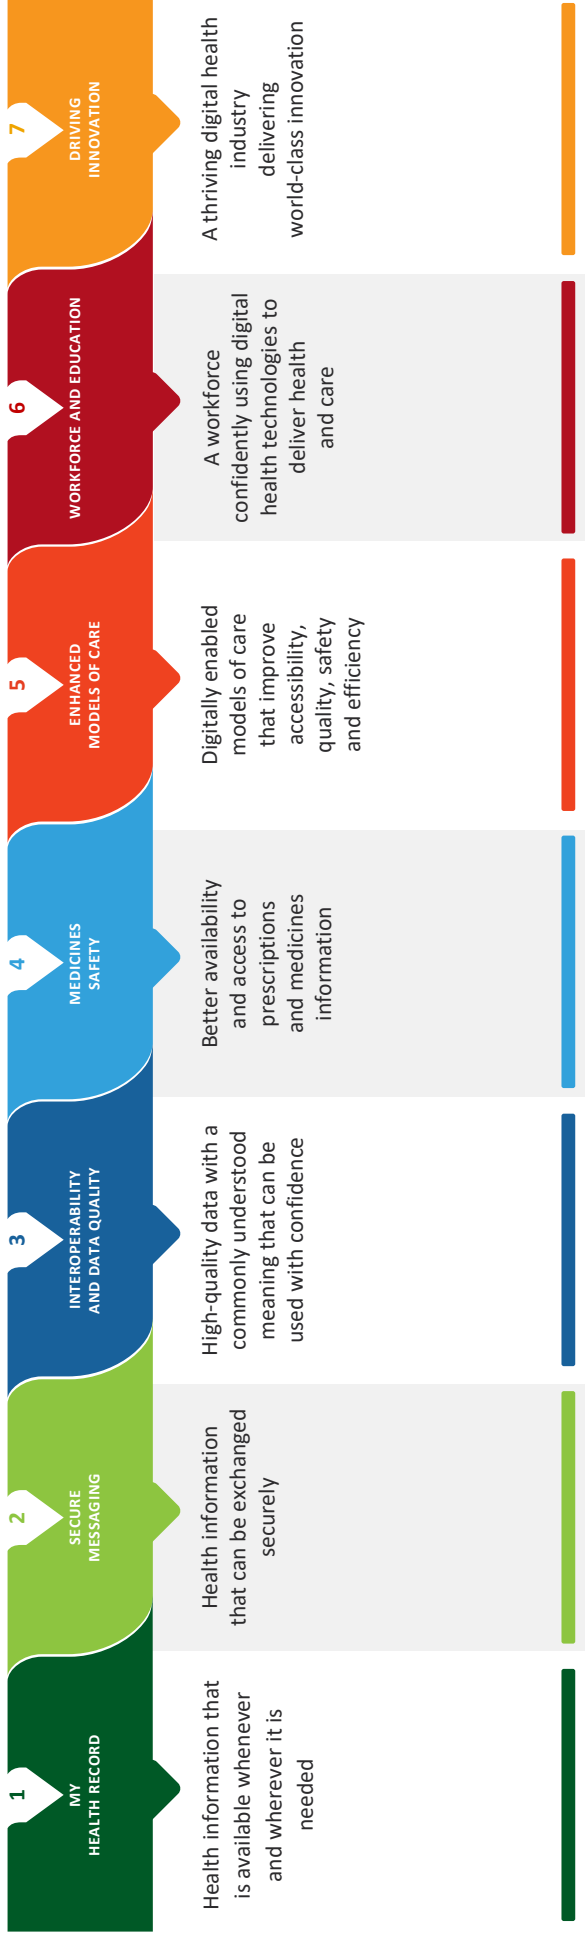 1
MY
HEALTH RECORD
Health information that
is available whenever
and wherever it is
needed
2
SECURE
MESSAGING
Health information
that can be exchanged
securely
3
INTEROPERABILITY
AND DATA QUALITY
High-quality data with a
commonly understood
meaning that can be
used with confidence
4
MEDICINES
SAFETY
Better availability
and access to
prescriptions
and medicines
information
5
ENHANCED
MODELS OF CARE
Digitally enabled
models of care
that improve
accessibility,
quality, safety
and efficiency
6
WORKFORCE AND EDUCATION
A workforce
confidently using digital
health technologies to
deliver health
and care
7
DRIVING
INNOVATION
A thriving digital health
industry
delivering
world-class innovation